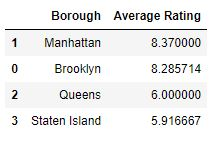 Borough Average Rating
1 Manhattan 8.370000
0 Brooklyn 8.285714
2 Queens 6.000000
3 Staten Island 5.916667